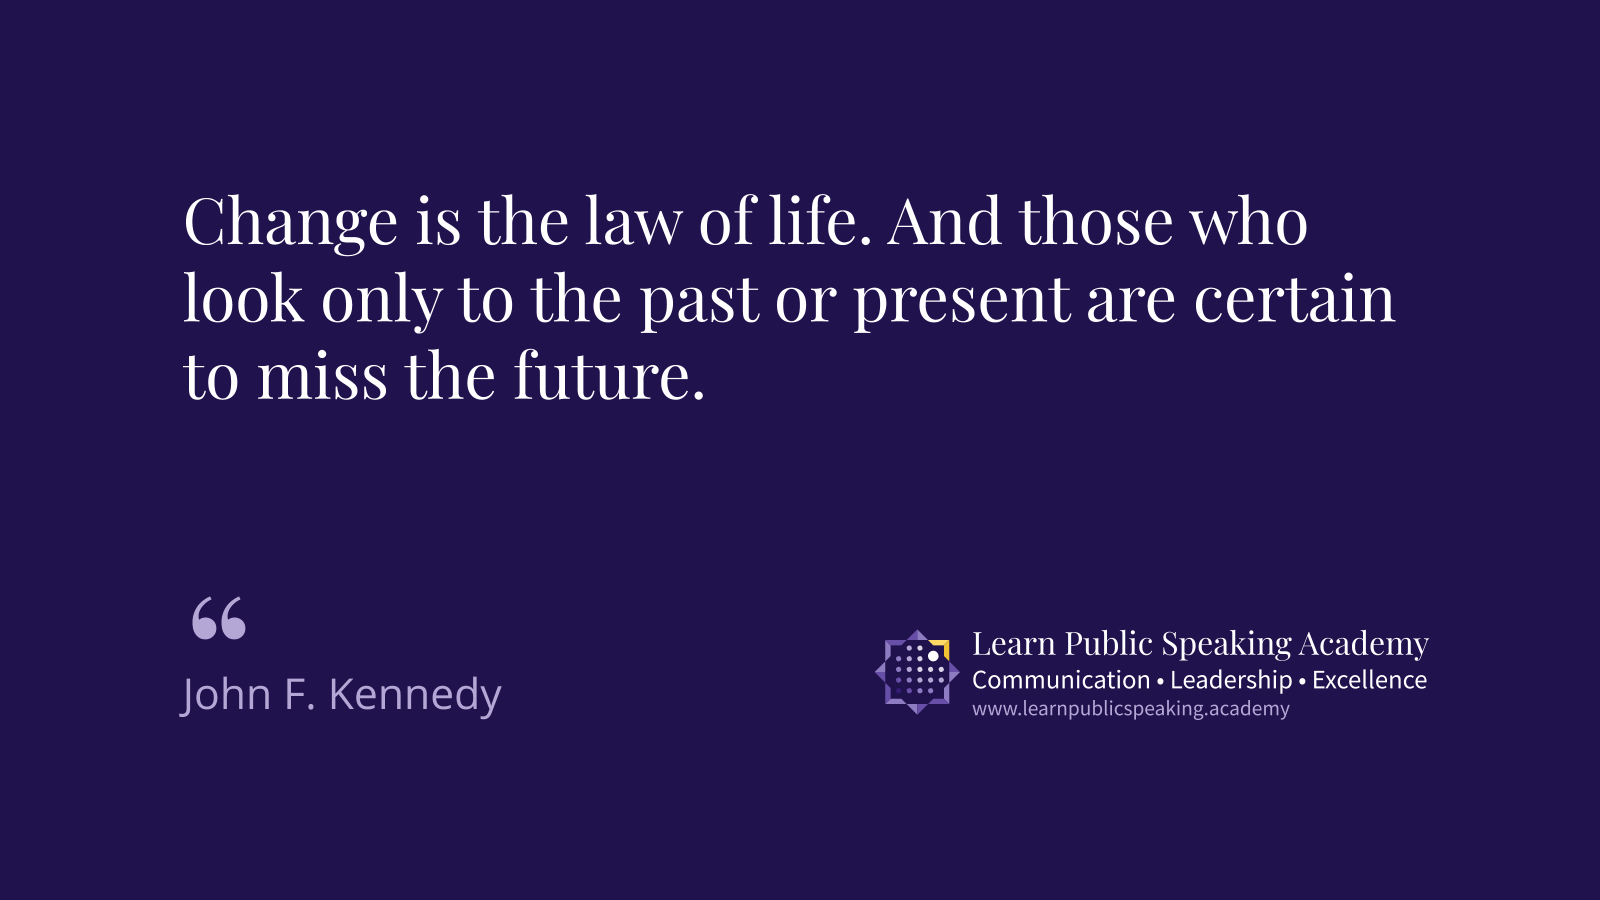 Change is the law of life. And those who
look only to the past or present are certain
to miss the future.
“
John F. Kennedy
Learn Public Speaking Academy
Communication • Leadership • Excellence
www.learnpublicspeaking.academy